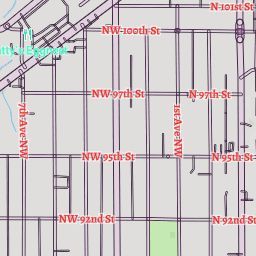 N 101st St
NW 100th St
NW 97th St
N 97th St
7th Ave NW
1st Ave NW
NW 95th St
N 95th St
NW 92nd St
N 92nd St